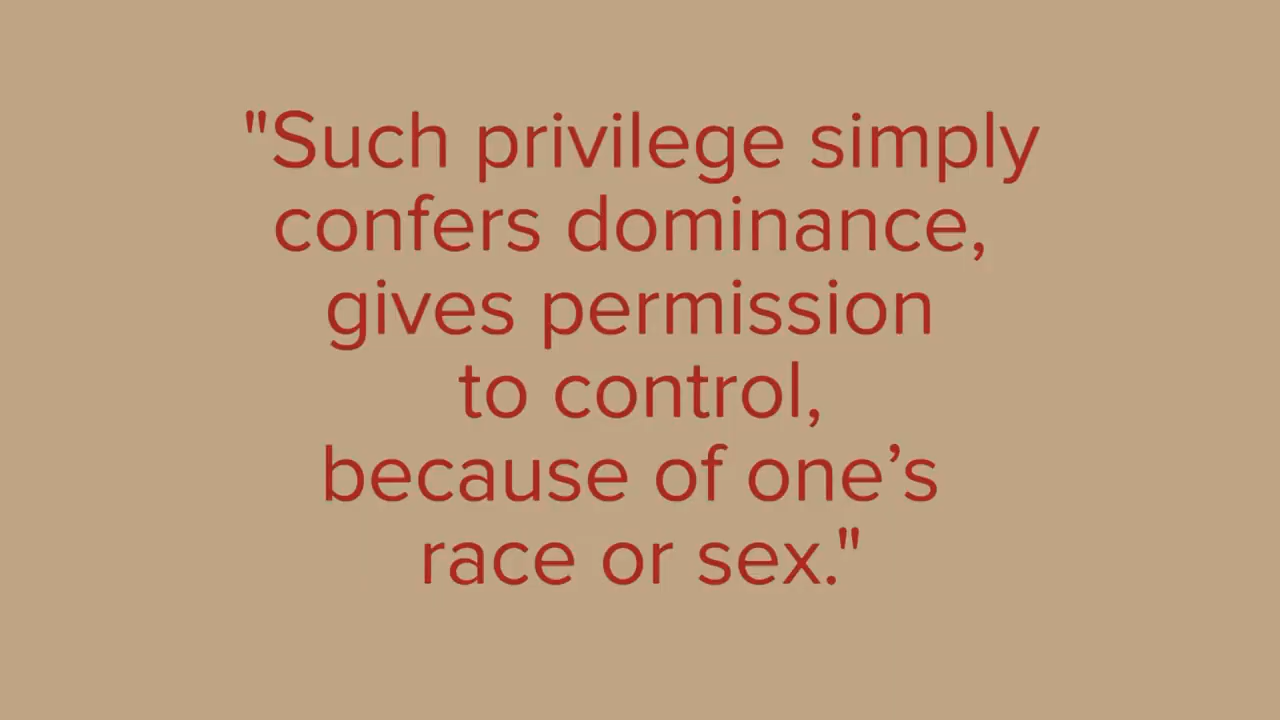 "Such privilege simply
confers dominance,
gives permission
to control,
because of one’s
race or sex."